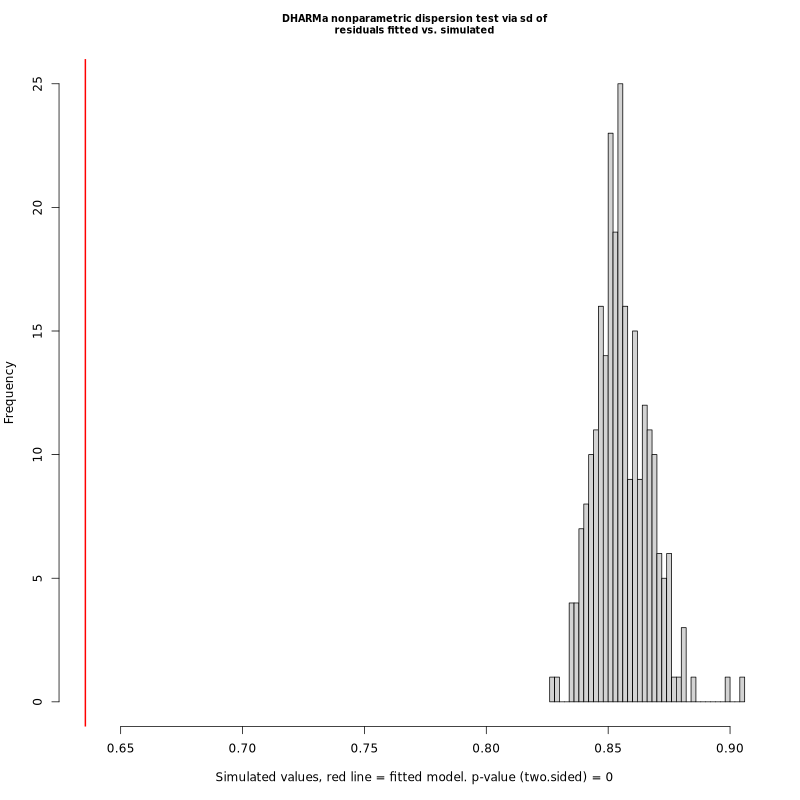 DHARMa nonparametric dispersion test via sd of
residuals fitted vs. simulated
25
20
15
10
5
0
Frequency
0.65 0.70 0.75 0.80 0.85 0.90
Simulated values, red line = fitted model. p-value (two.sided) = 0